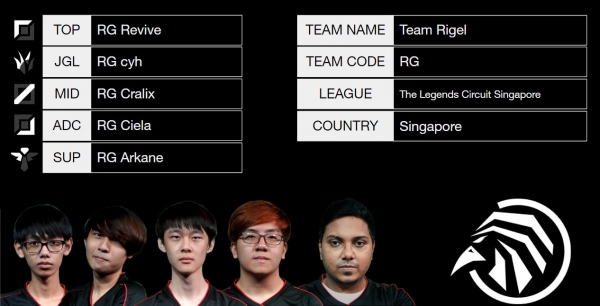 TOP RG Revive
JGL RG cyh
MID RG Cralix
ADC RG Ciela
SUP RG Arkane
TEAM NAME Team Rigel
TEAM CODE RG
LEAGUE The Legends Circuit Singapore
COUNTRY Singapore